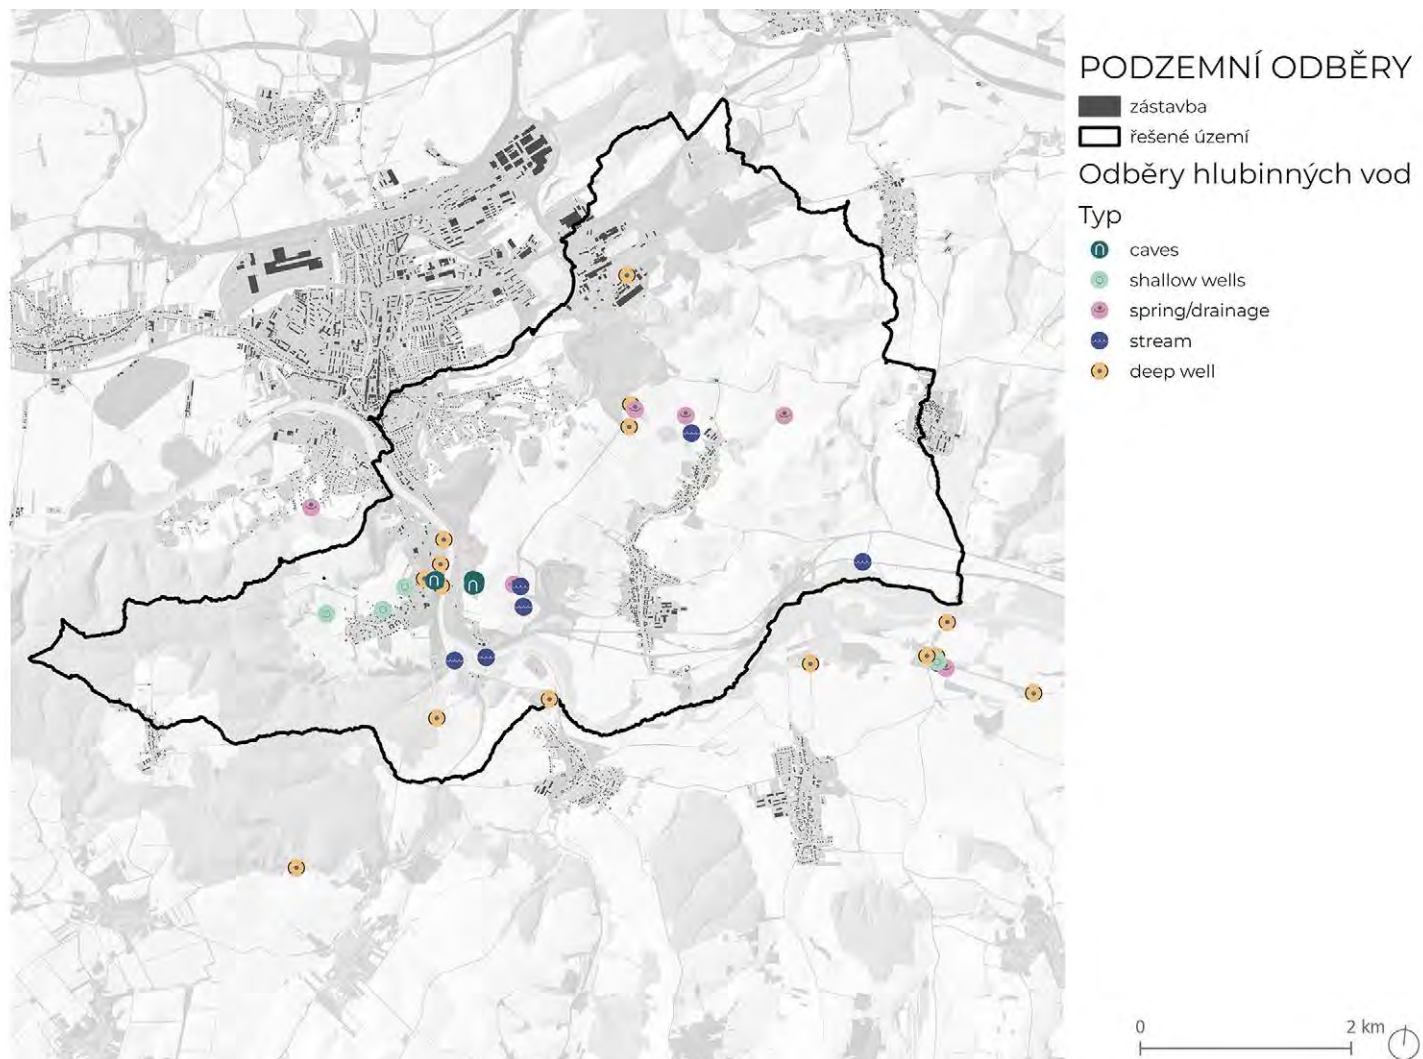 PODZEMNÍ ODBĚRY
zástavba
řešené území
Odběry hlubinných vod
Typ
caves
shallow wells
spring/drainage
stream
deep well
0 2 km